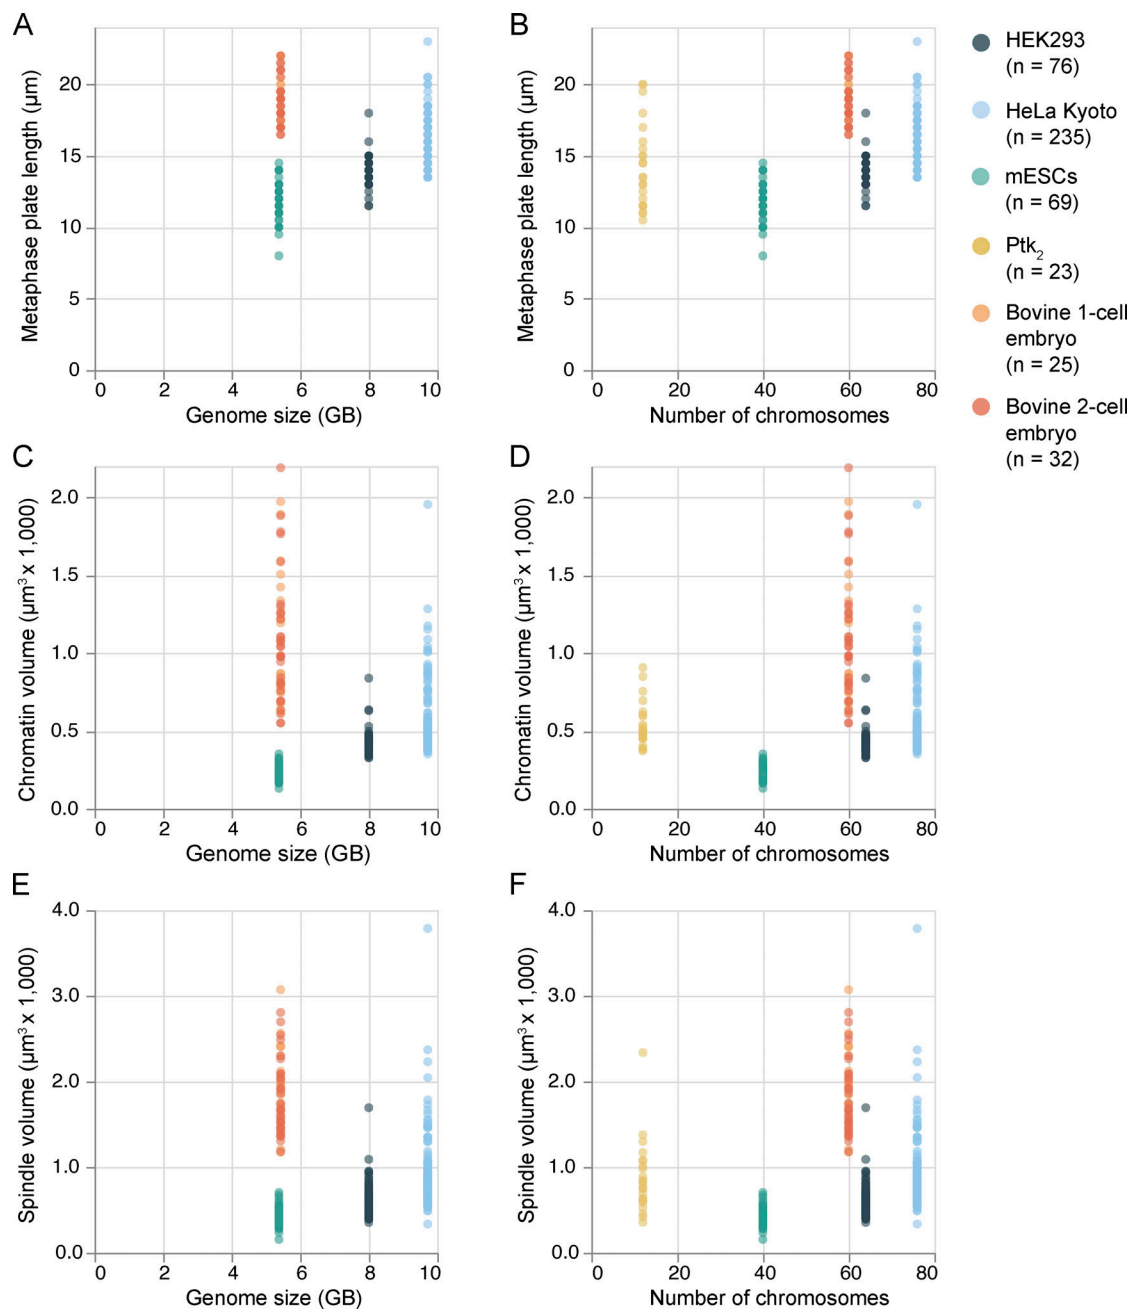 A
Metaphase plate length (µm)
20
15
10
5
0
0 2 4 6 8 10
Genome size (GB)
B
Metaphase plate length (µm)
20
15
10
5
0
0 20 40 60 80
Number of chromosomes
HEK293
(n = 76)
HeLa Kyoto
(n = 235)
mESCs
(n = 69)
Ptk₂
(n = 23)
Bovine 1-cell
embryo
(n = 25)
Bovine 2-cell
embryo
(n = 32)
C
Chromatin volume (µm³ x 1,000)
2.0
1.5
1.0
0.5
0.0
0 2 4 6 8 10
Genome size (GB)
D
Chromatin volume (µm³ x 1,000)
2.0
1.5
1.0
0.5
0.0
0 20 40 60 80
Number of chromosomes
E
Spindle volume (µm³ x 1,000)
4.0
3.0
2.0
1.0
0.0
0 2 4 6 8 10
Genome size (GB)
F
Spindle volume (µm³ x 1,000)
4.0
3.0
2.0
1.0
0.0
0 20 40 60 80
Number of chromosomes